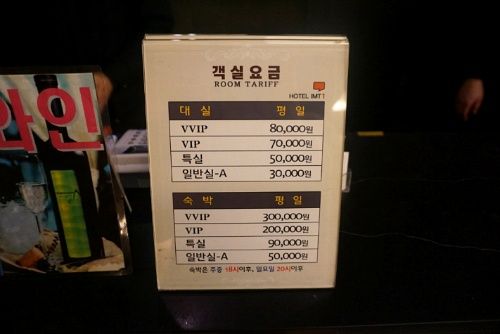 와인
객실요금
ROOM TARIFF
HOTEL IMT
대실 평일
VVIP 80,000원
VIP 70,000원
특실 50,000원
일반실-A 30,000원
숙박 평일
VVIP 300,000원
VIP 200,000원
특실 90,000원
일반실-A 50,000원
숙박은 주중 18시이후, 일요일 20시이후